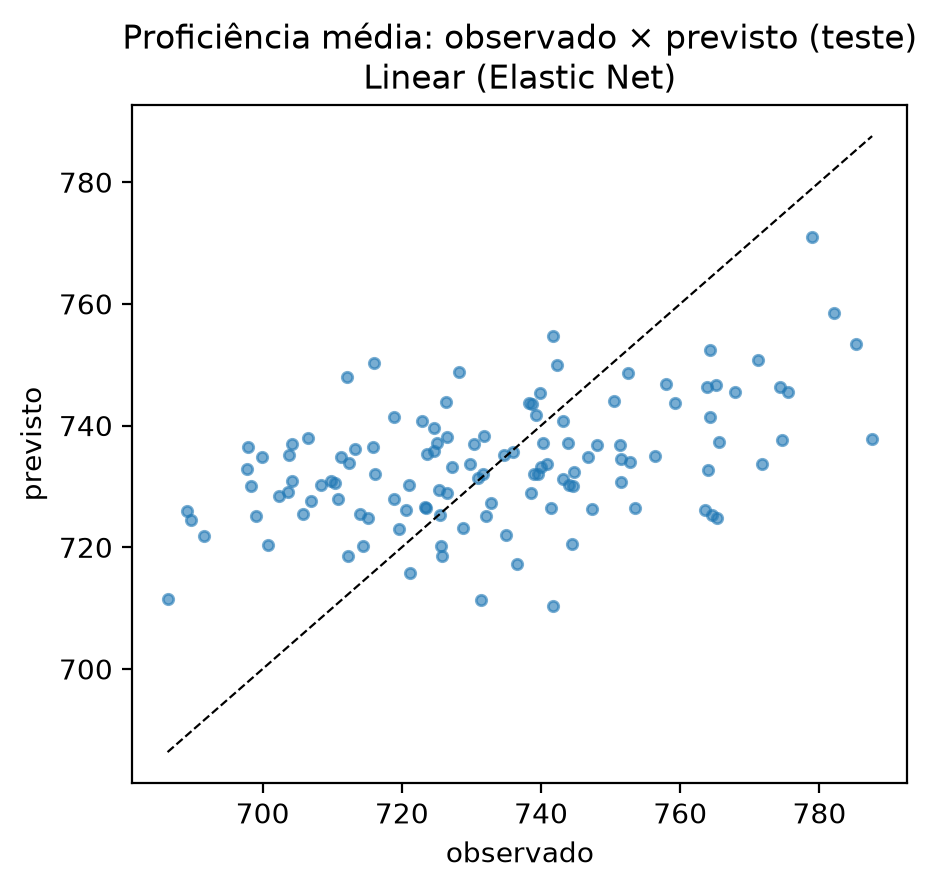 Proficiência média: observado × previsto (teste)
Linear (Elastic Net)
780
760
740
720
700
previsto
700 720 740 760 780
observado